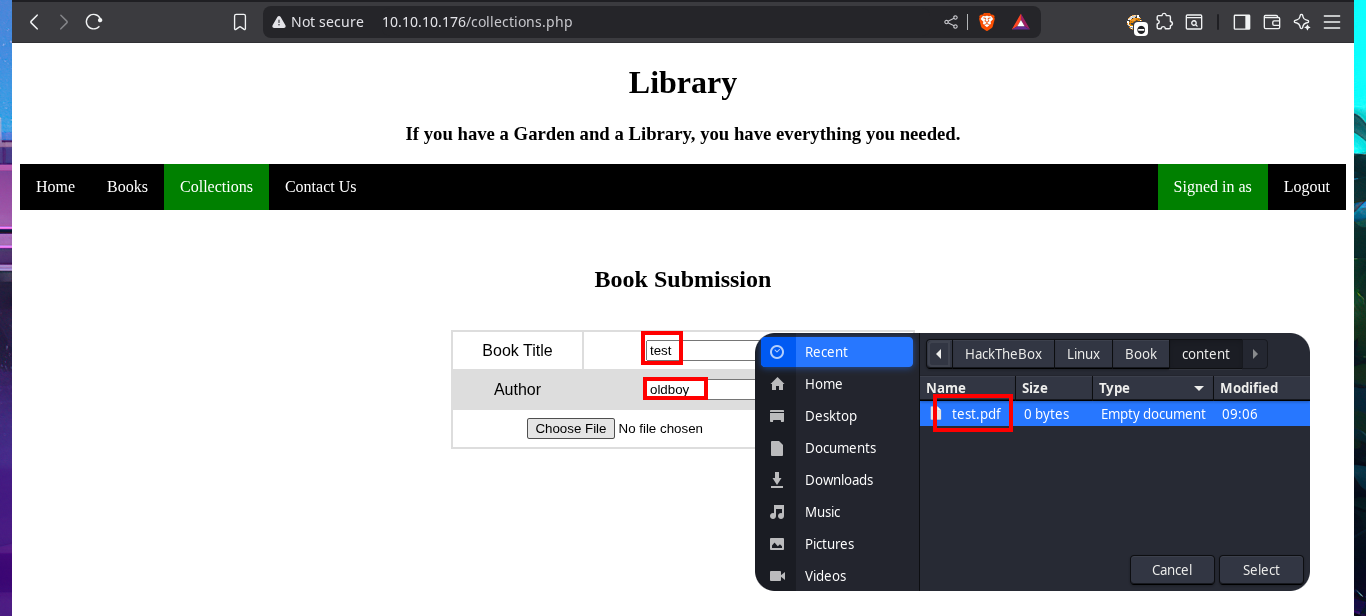 Not secure 10.10.10.176/collections.php
Library
If you have a Garden and a Library, you have everything you needed.
Home Books Collections Contact Us Signed in as Logout
Book Submission
Book Title test
Author oldboy
Choose File No file chosen
Recent
Home
Desktop
Documents
Downloads
Music
Pictures
Videos
HackTheBox Linux Book content
Name Size Type Modified
test.pdf 0 bytes Empty document 09:06
Cancel Select